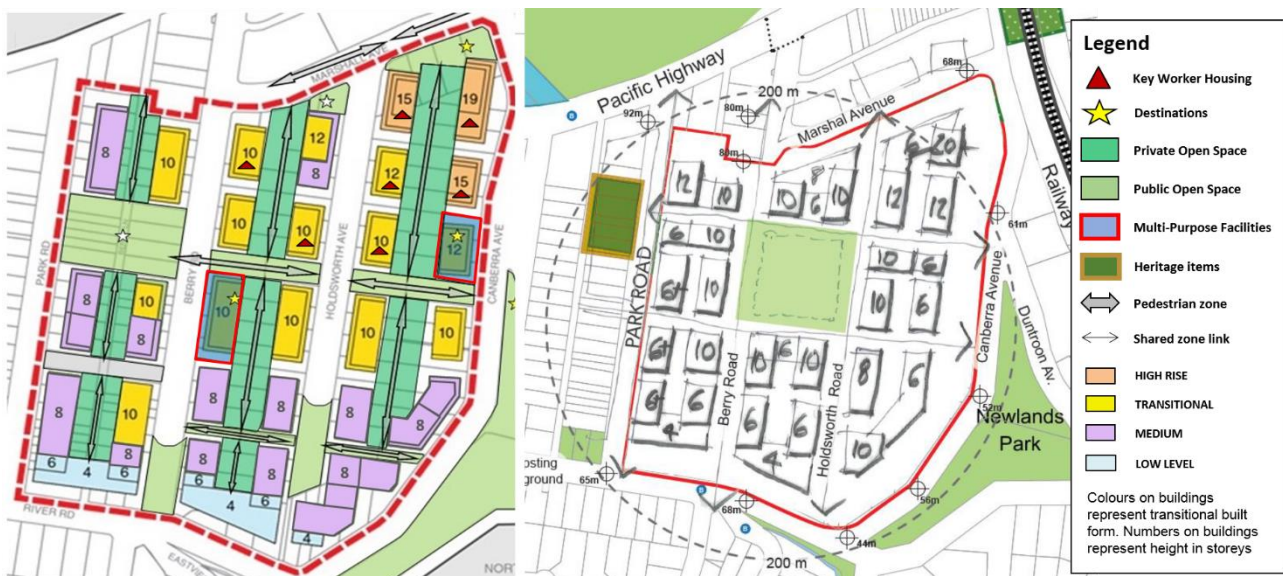 MARSHALL AVE
15
19
10
12
8
8
10
10
12
15
10
10
10
12
PARK RD
BERRY
HOLDSWORTH AVE
CANBERRA AVE
8
10
8
8
10
10
10
10
8
10
8
8
8
8
8
8
8
8
6
4
6
6
6
4
4
RIVER RD
EASTVIE
NORT
Pacific Highway
200 m
68m
80m
92m
Marshal Avenue
80m
61m
Railway
PARK ROAD
Berry Road
Holdsworth Road
Canberra Avenue
Duntroon Av.
52m
Newlands
Park
56m
osting
ground
65m
68m
44m
200 m
12
10
8
10
6
10
20
12
12
6
10
10
6
6+
10
10
6
6+
10
10
6
10
8
6
6+
6
6
6
4
4
10
Legend
Key Worker Housing
Destinations
Private Open Space
Public Open Space
Multi-Purpose Facilities
Heritage items
Pedestrian zone
Shared zone link
HIGH RISE
TRANSITIONAL
MEDIUM
LOW LEVEL
Colours on buildings
represent transitional built
form. Numbers on buildings
represent height in storeys